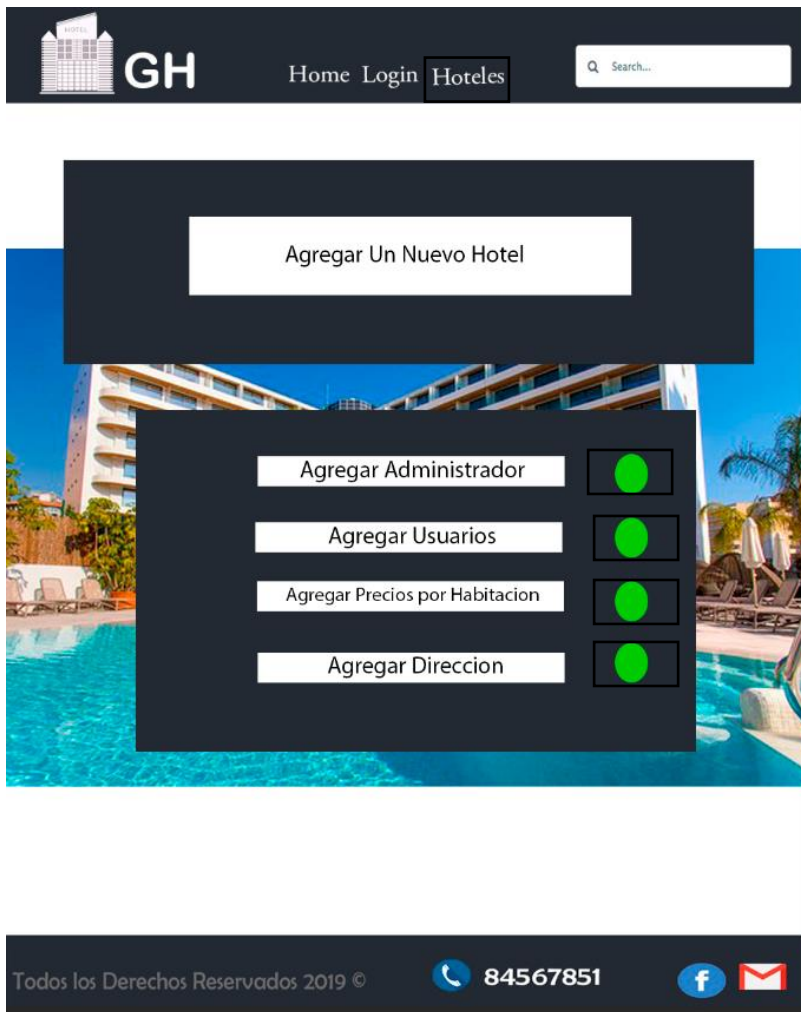 HOTEL
GH
Home Login Hoteles
Search...
Agregar Un Nuevo Hotel
Agregar Administrador
Agregar Usuarios
Agregar Precios por Habitacion
Agregar Direccion
Todos los Derechos Reservados 2019 ©
84567851
f